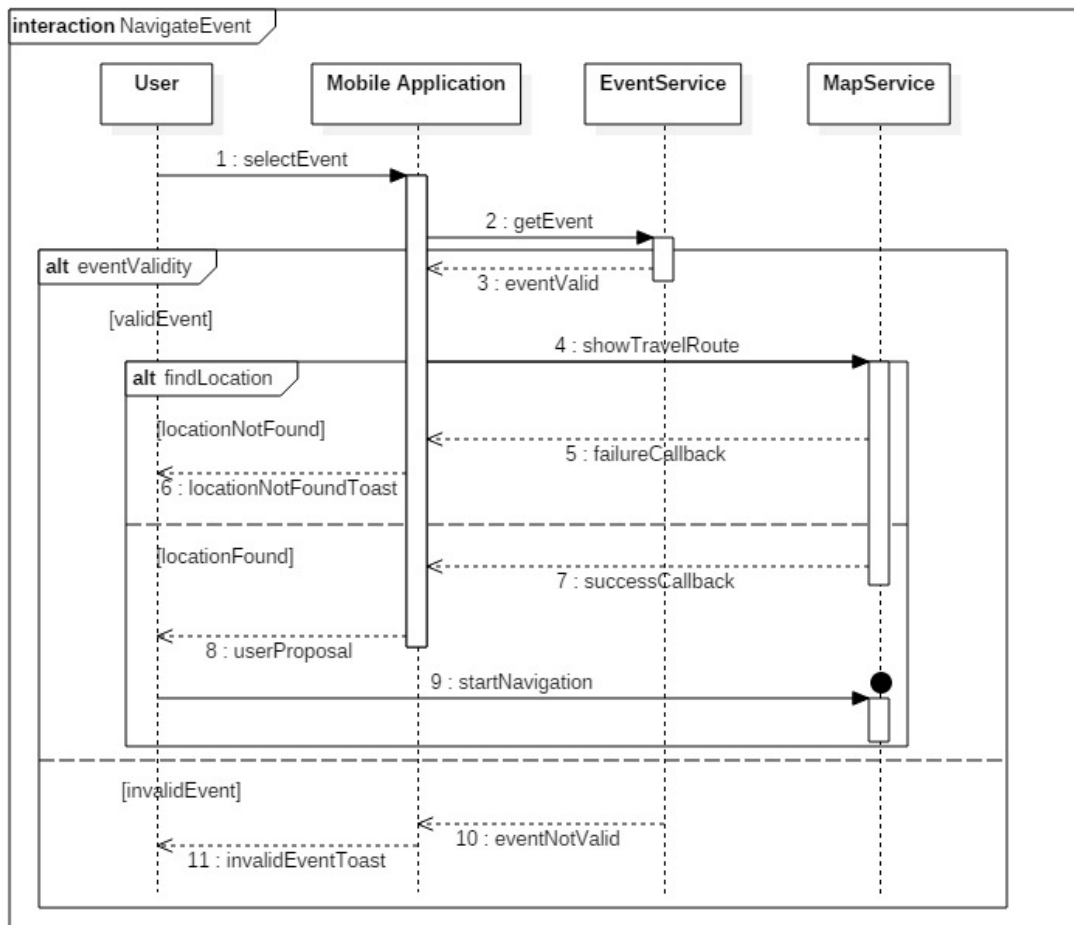 interaction NavigateEvent
User
Mobile Application
EventService
MapService
1 : selectEvent
2 : getEvent
alt eventValidity
3 : eventValid
[validEvent]
4 : showTravelRoute
alt findLocation
[locationNotFound]
5 : failureCallback
6 : locationNotFoundToast
[locationFound]
7 : successCallback
8 : userProposal
9 : startNavigation
[invalidEvent]
10 : eventNotValid
11 : invalidEventToast